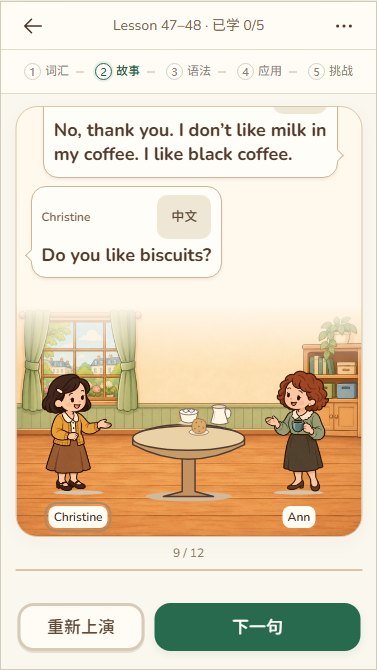 Lesson 47–48 · 已学 0/5
1 词汇 – 2 故事 – 3 语法 – 4 应用 – 5 挑战
No, thank you. I don’t like milk in
my coffee. I like black coffee.
Christine
中文
Do you like biscuits?
Christine
Ann
9 / 12
重新上演
下一句